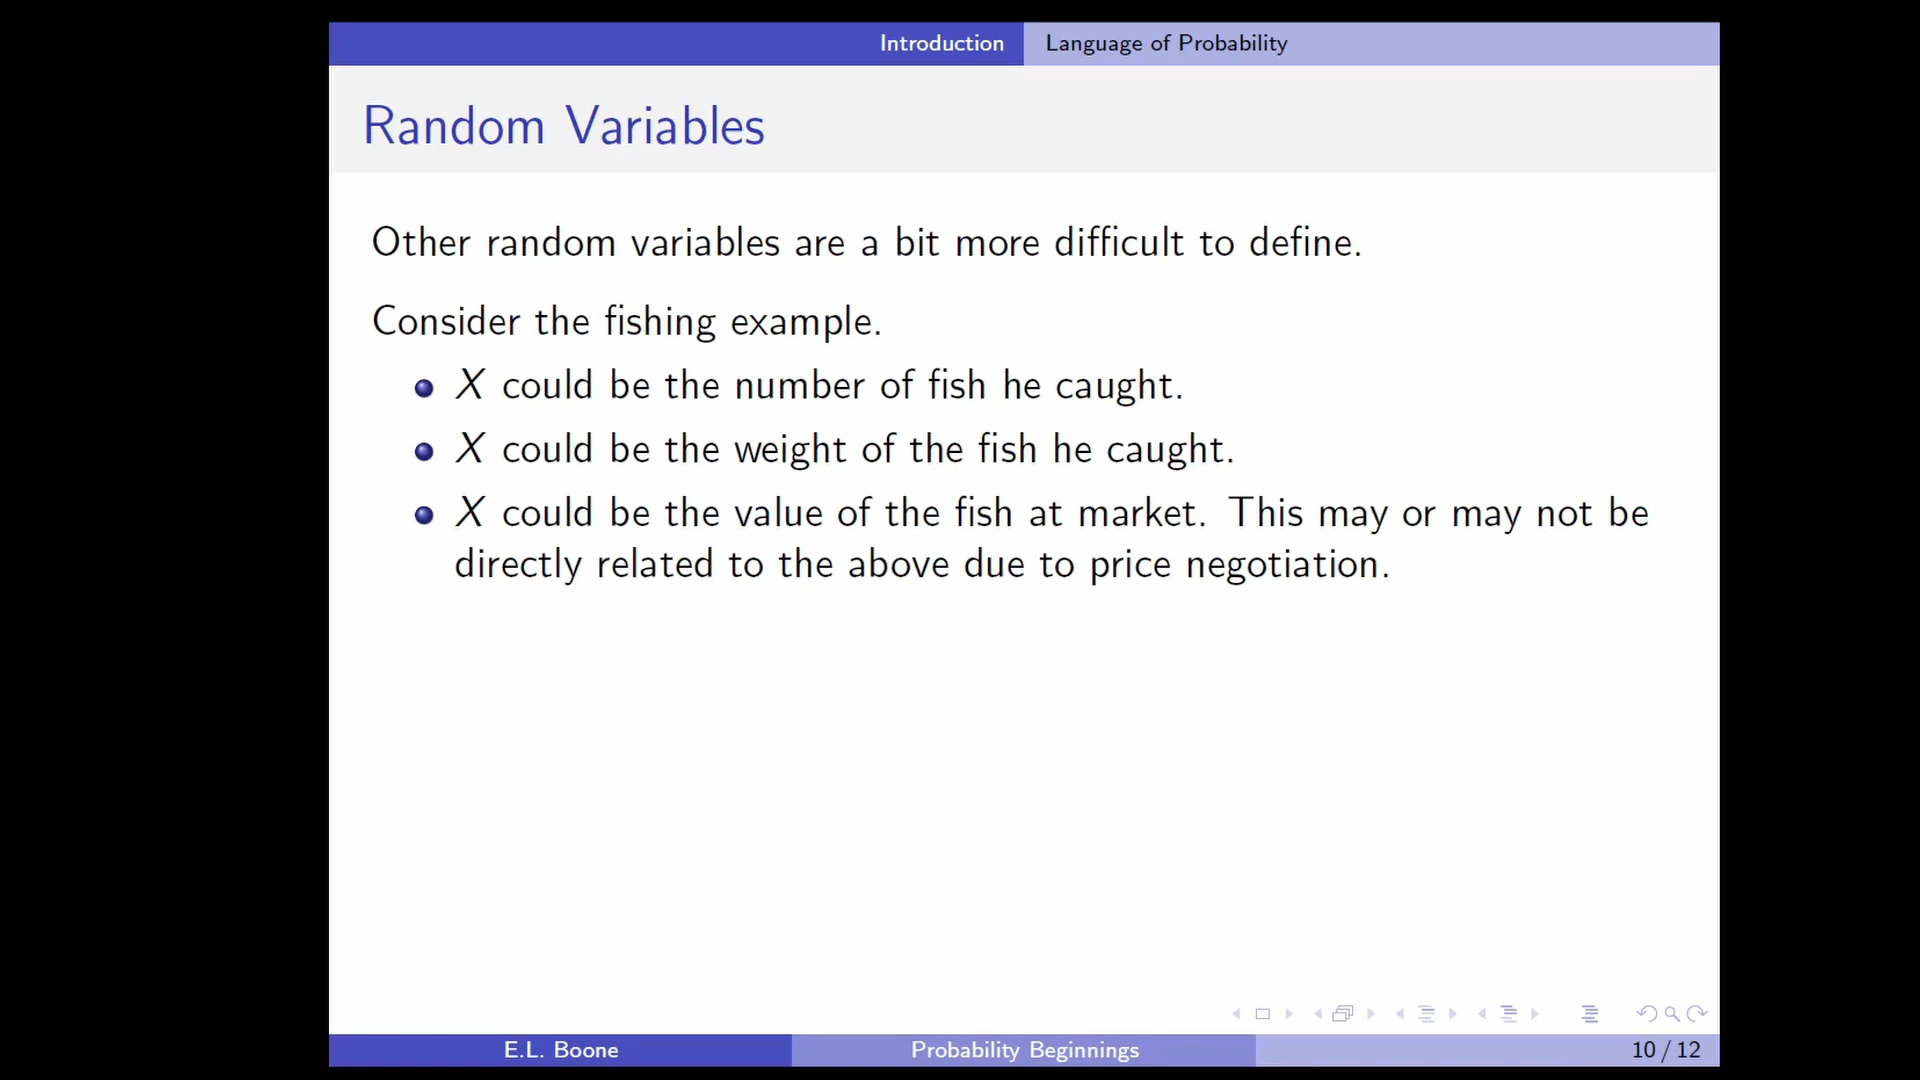 Introduction
Language of Probability
Random Variables
Other random variables are a bit more difficult to define.
Consider the fishing example.
X could be the number of fish he caught.
X could be the weight of the fish he caught.
X could be the value of the fish at market. This may or may not be
directly related to the above due to price negotiation.
E.L. Boone
Probability Beginnings
10 / 12